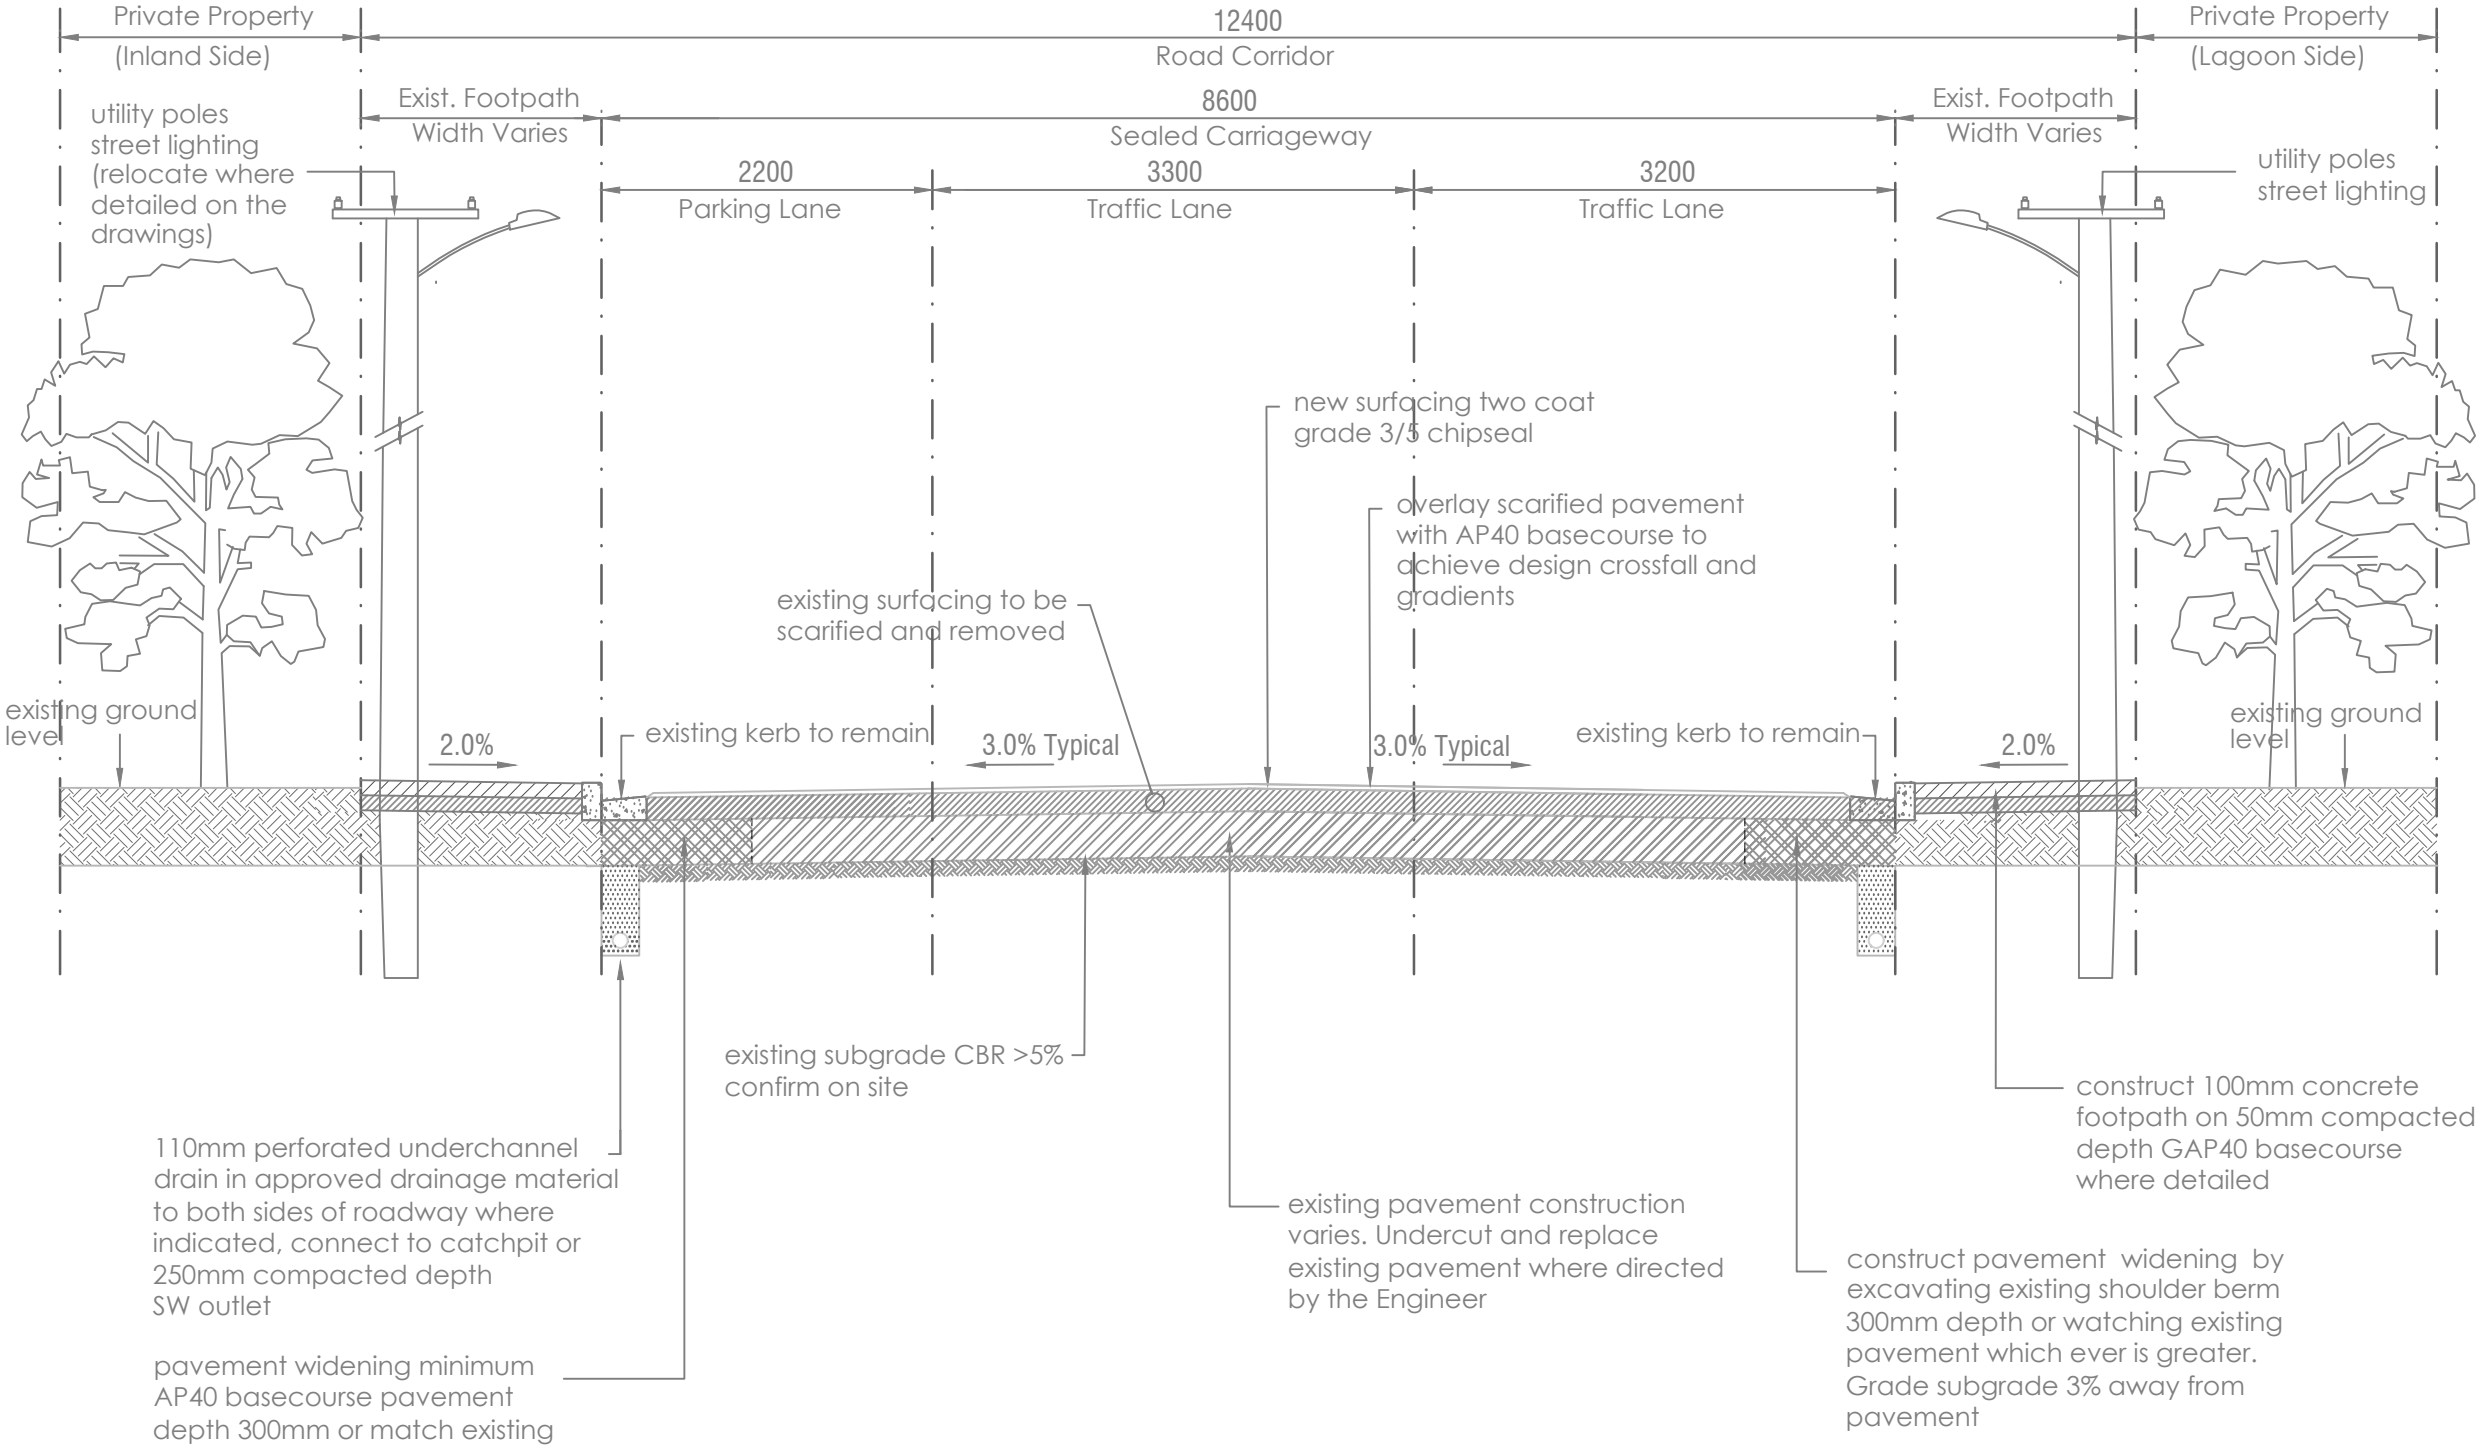 Private Property
(Inland Side)
12400
Road Corridor
Private Property
(Lagoon Side)
utility poles
street lighting
(relocate where
detailed on the
drawings)
Exist. Footpath
Width Varies
8600
Sealed Carriageway
Exist. Footpath
Width Varies
utility poles
street lighting
2200
Parking Lane
3300
Traffic Lane
3200
Traffic Lane
new surfacing two coat
grade 3/5 chipseal
overlay scarified pavement
with AP40 basecourse to
achieve design crossfall and
gradients
existing surfacing to be
scarified and removed
existing ground
level
2.0%
existing kerb to remain
3.0% Typical
3.0% Typical
existing kerb to remain
2.0%
existing ground
level
existing subgrade CBR >5%
confirm on site
construct 100mm concrete
footpath on 50mm compacted
depth GAP40 basecourse
where detailed
110mm perforated underchannel
drain in approved drainage material
to both sides of roadway where
indicated, connect to catchpit or
250mm compacted depth
SW outlet
existing pavement construction
varies. Undercut and replace
existing pavement where directed
by the Engineer
construct pavement widening by
excavating existing shoulder berm
300mm depth or watching existing
pavement which ever is greater.
Grade subgrade 3% away from
pavement
pavement widening minimum
AP40 basecourse pavement
depth 300mm or match existing